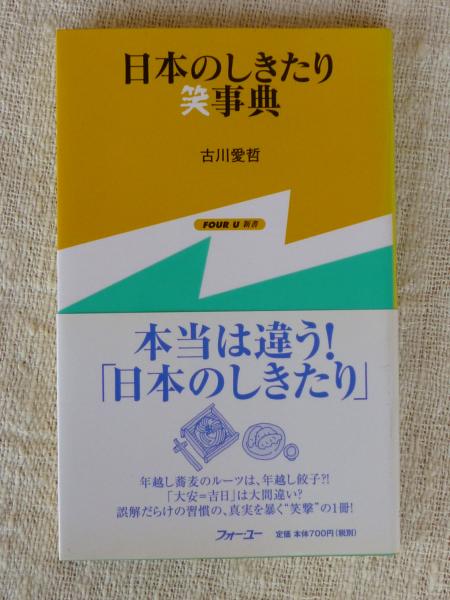 日本のしきたり
笑事典
古川愛哲
FOUR U 新書
本当は違う!
「日本のしきたり」
年越し蕎麦のルーツは、年越し餃子?!
「大安=吉日」は大間違い?
誤解だらけの習慣の、真実を暴く“笑撃”の1冊!
フォー・ユー
定価 本体700円(税別)